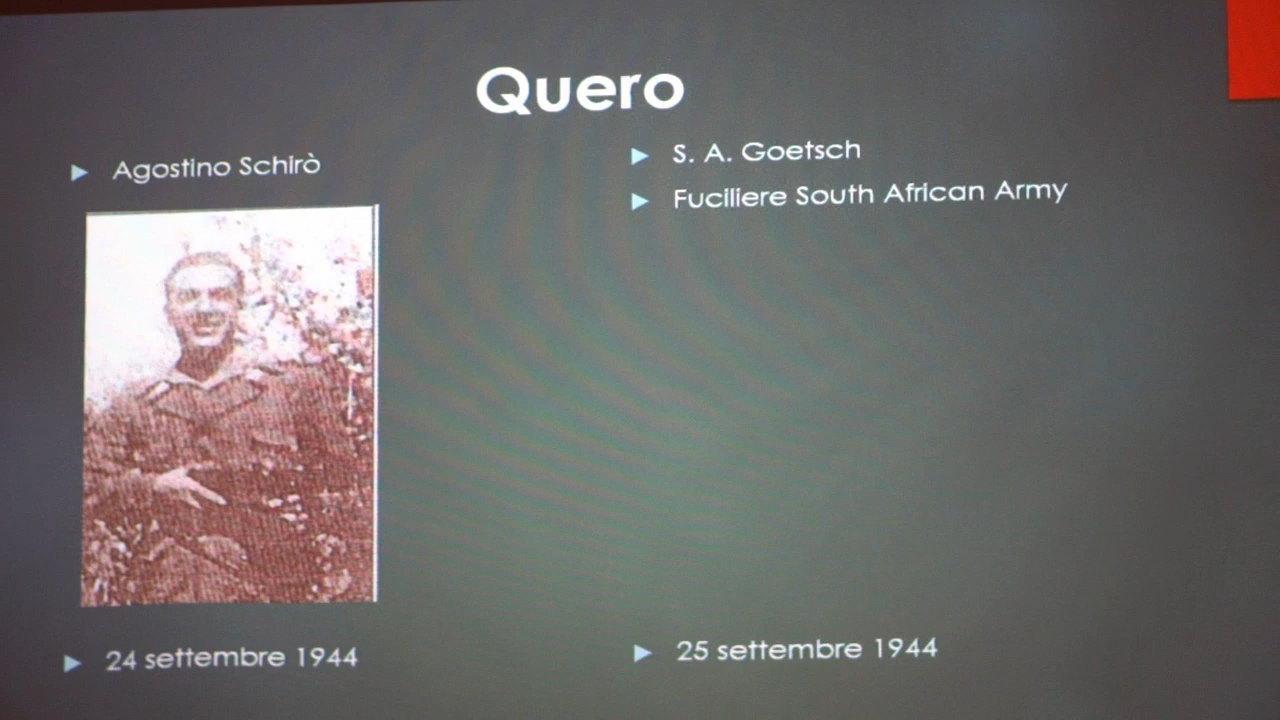 Quero
Agostino Schirò
24 settembre 1944
S. A. Goetsch
Fuciliere South African Army
25 settembre 1944